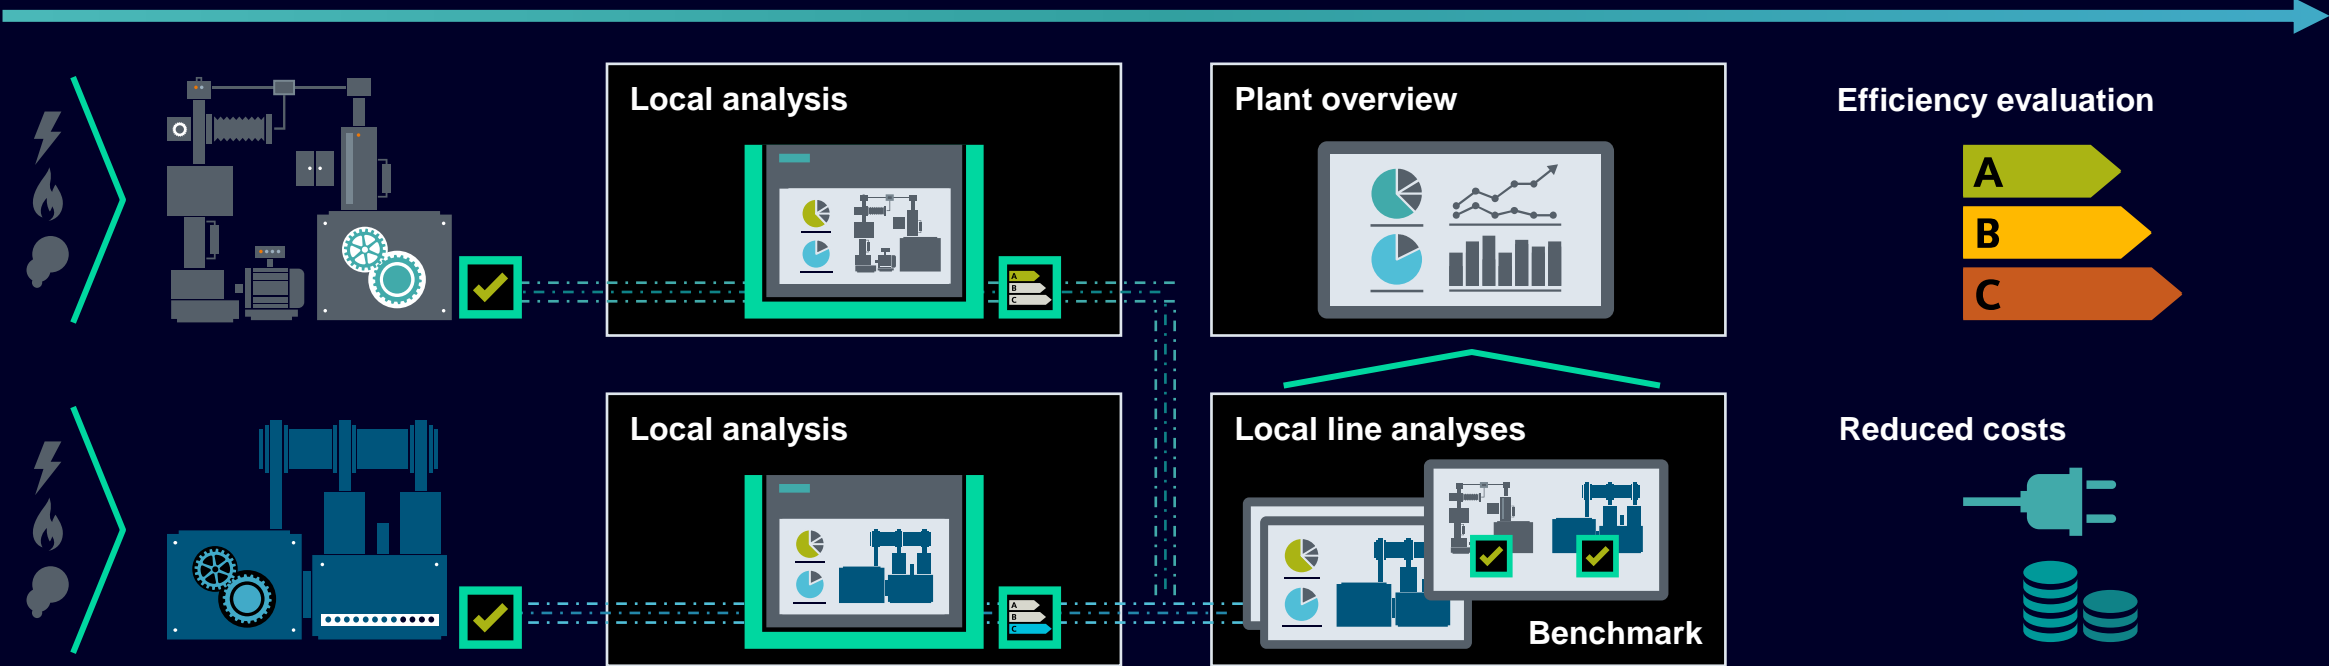 Local analysis
Plant overview
Efficiency evaluation
A
B
C
A
B
C
Local analysis
Local line analyses
Reduced costs
A
B
C
Benchmark